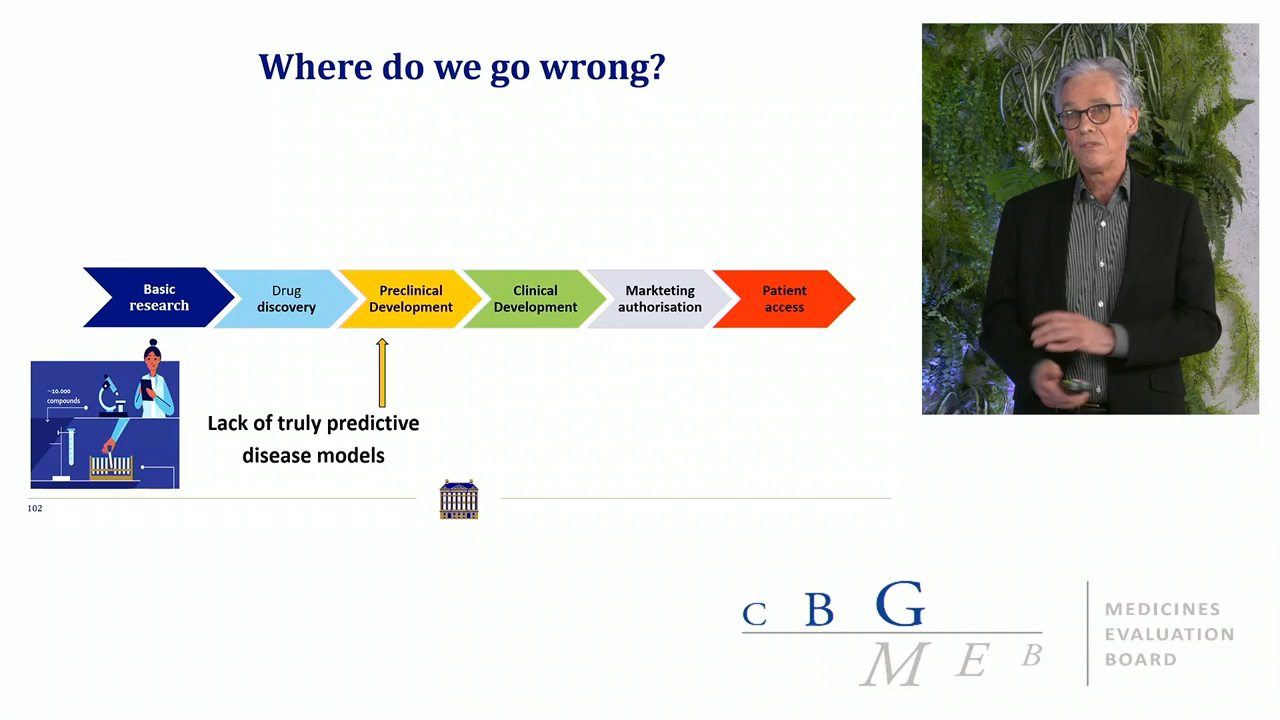 Where do we go wrong?
Basic
research
Drug
discovery
Preclinical
Development
Clinical
Development
Markteting
authorisation
Patient
access
~10.000
compounds
Lack of truly predictive
disease models
102
C B G
M E B
MEDICINES
EVALUATION
BOARD